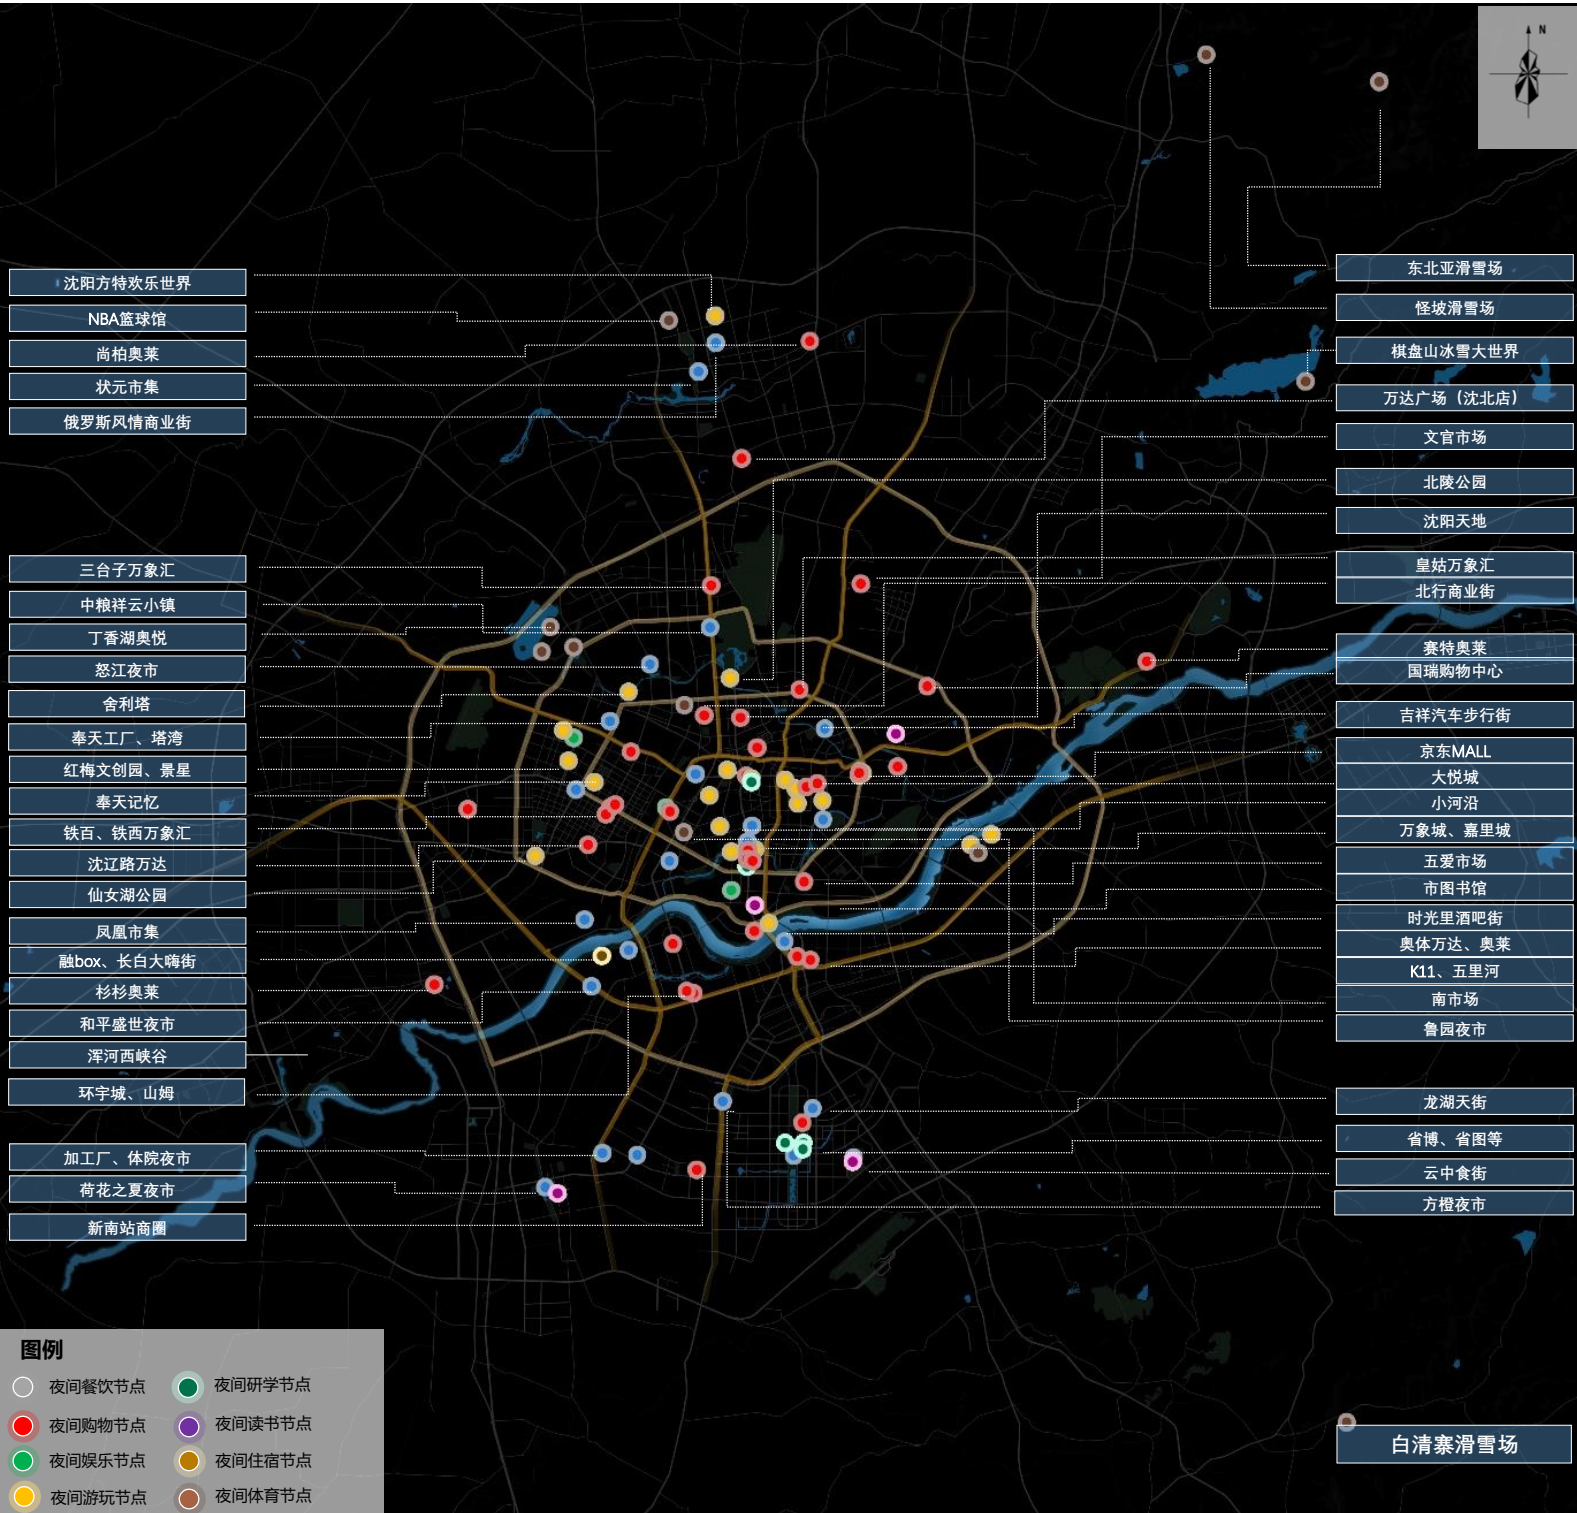 N
沈阳方特欢乐世界
NBA篮球馆
尚柏奥莱
状元市集
俄罗斯风情商业街
三台子万象汇
中粮祥云小镇
丁香湖奥悦
怒江夜市
舍利塔
奉天工厂、塔湾
红梅文创园、景星
奉天记忆
铁百、铁西万象汇
沈辽路万达
仙女湖公园
凤凰市集
融box、长白大嗨街
杉杉奥莱
和平盛世夜市
浑河西峡谷
环宇城、山姆
加工厂、体院夜市
荷花之夏夜市
新南站商圈
东北亚滑雪场
怪坡滑雪场
棋盘山冰雪大世界
万达广场（沈北店）
文官市场
北陵公园
沈阳天地
皇姑万象汇
北行商业街
赛特奥莱
国瑞购物中心
吉祥汽车步行街
京东MALL
大悦城
小河沿
万象城、嘉里城
五爱市场
市图书馆
时光里酒吧街
奥体万达、奥莱
K11、五里河
南市场
鲁园夜市
龙湖天街
省博、省图等
云中食街
方橙夜市
白清寨滑雪场
图例
夜间餐饮节点
夜间研学节点
夜间购物节点
夜间读书节点
夜间娱乐节点
夜间住宿节点
夜间游玩节点
夜间体育节点